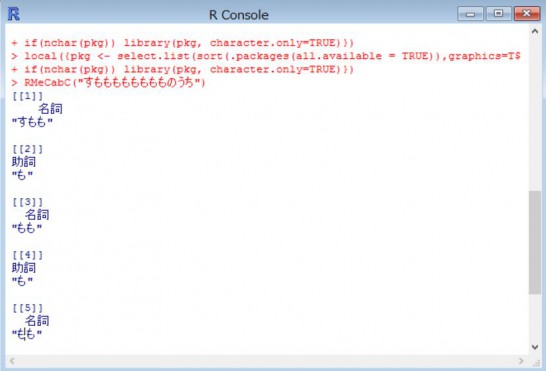 R Console
+ if(nchar(pkg)) library(pkg, character.only=TRUE)})
> local({pkg <- select.list(sort(.packages(all.available = TRUE)),graphics=T$
+ if(nchar(pkg)) library(pkg, character.only=TRUE)})
> RMeCabC("すもももももももものうち")
[[1]]
名詞
"すもも"
[[2]]
助詞
"も"
[[3]]
名詞
"もも"
[[4]]
助詞
"も"
[[5]]
名詞
"もも"